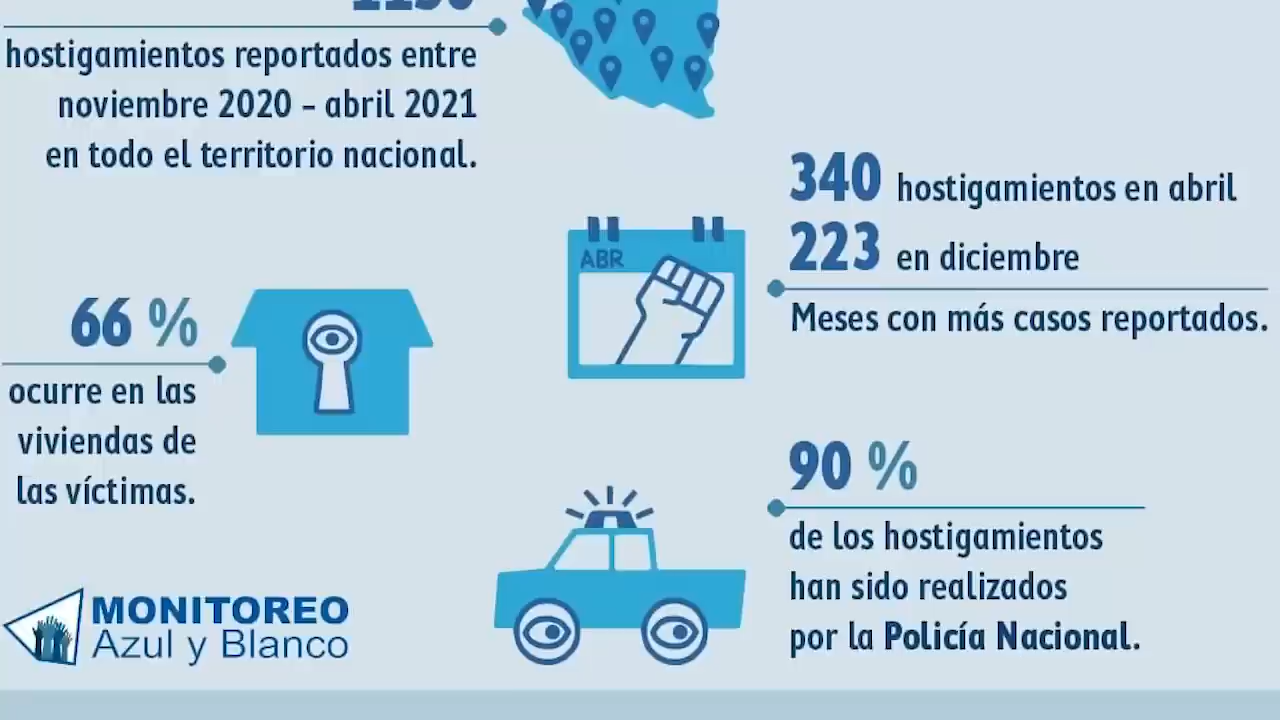 hostigamientos reportados entre
noviembre 2020 – abril 2021
en todo el territorio nacional.
340 hostigamientos en abril
223 en diciembre
Meses con más casos reportados.
ABR
66 %
ocurre en las
viviendas de
las víctimas.
90 %
de los hostigamientos
han sido realizados
por la Policía Nacional.
MONITOREO
Azul y Blanco